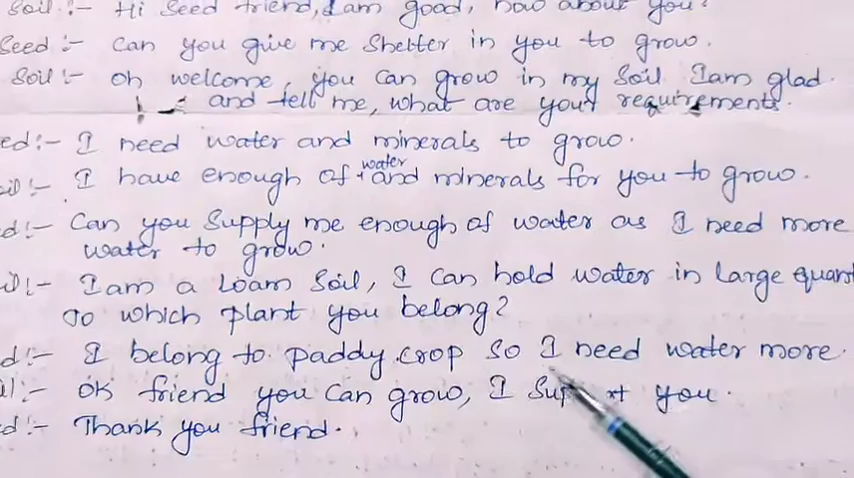 Soil :- Hi Seed friend, I am good, how about you?
Seed :- Can you give me Shelter in you to grow.
Soil :- Oh welcome, you can grow in my Soil I am glad.
and tell me, what are your requirements.
ed :- I need water and minerals to grow.
oil :- I have enough of water and minerals for you to grow.
d :- Can you Supply me enough of water as I need more
water to grow.
il :- I am a Loam Soil, I can hold water in large quant
To which plant you belong?
d :- I belong to paddy crop so I need water more.
il :- OK friend you can grow, I you.
d :- Thank you friend.